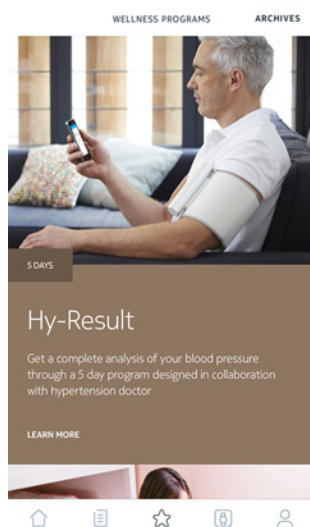 WELLNESS PROGRAMS
ARCHIVES
5 DAYS
Hy-Result
Get a complete analysis of your blood pressure
through a 5 day program designed in collaboration
with hypertension doctor
LEARN MORE